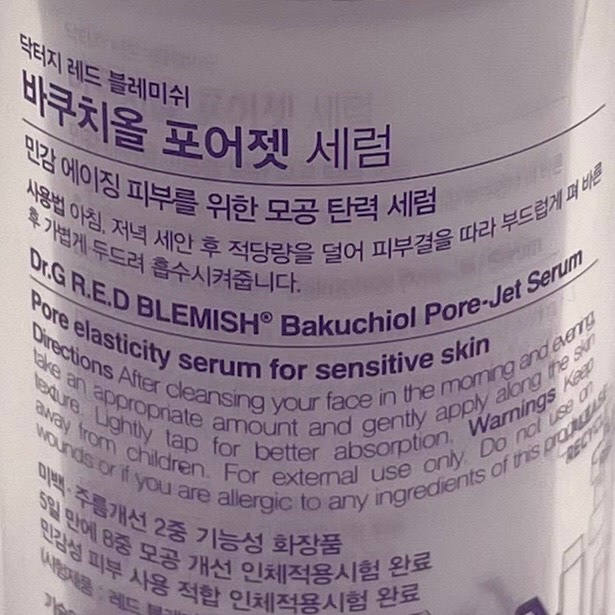 닥터지 레드 블레미쉬
바쿠치올 포어젯 세럼
민감 에이징 피부를 위한 모공 탄력 세럼
사용법 아침, 저녁 세안 후 적당량을 덜어 피부결을 따라 부드럽게 펴 바른
후 가볍게 두드려 흡수시켜줍니다.
Dr.G R.E.D BLEMISH® Bakuchiol Pore-Jet Serum
Pore elasticity serum for sensitive skin
Directions After cleansing your face in the morning and evening,
take an appropriate amount and gently apply along the skin
texture. Lightly tap for better absorption. Warnings Keep
away from children. For external use only. Do not use on
wounds or if you are allergic to any ingredients of this
미백·주름개선 2중 기능성 화장품
5일 만에 8중 모공 개선 인체적용시험 완료
민감성 피부 사용 적합 인체적용시험 완료
레드